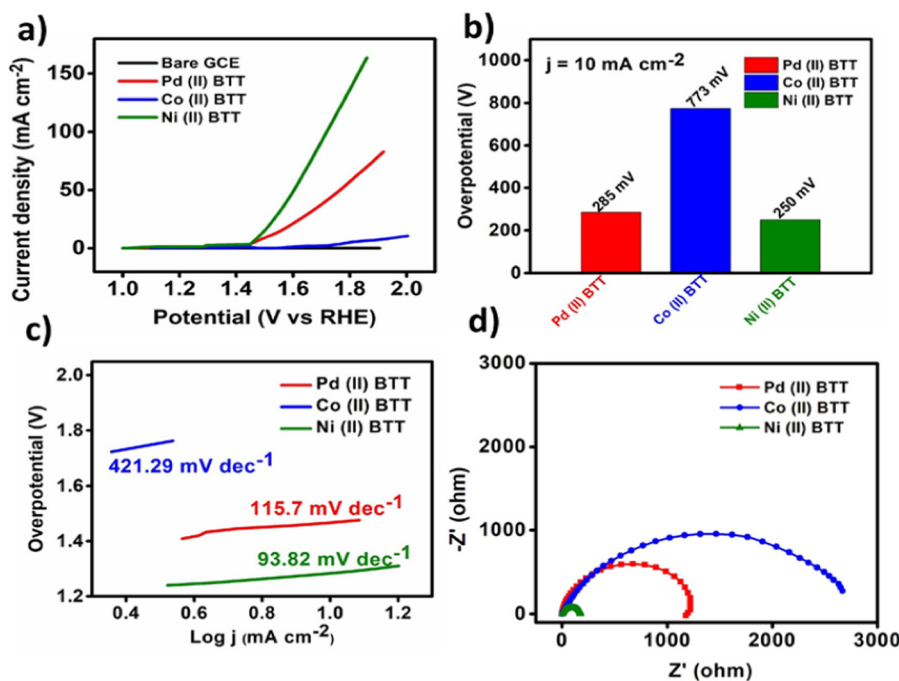 a)
Bare GCE
Pd (II) BTT
Co (II) BTT
Ni (II) BTT
150
100
50
0
1.0 1.2 1.4 1.6 1.8 2.0
Current density (mA cm-2)
Potential (V vs RHE)
b)
j = 10 mA cm-2
Pd (II) BTT
Co (II) BTT
Ni (II) BTT
1000
800
600
400
200
0
Overpotential (V)
285 mV
773 mV
250 mV
Pd (II) BTT
Co (II) BTT
Ni (II) BTT
c)
Pd (II) BTT
Co (II) BTT
Ni (II) BTT
2.0
1.8
1.6
1.4
1.2
Overpotential (V)
421.29 mV dec-1
115.7 mV dec-1
93.82 mV dec-1
0.4 0.6 0.8 1.0 1.2
Log j (mA cm-2)
d)
Pd (II) BTT
Co (II) BTT
Ni (II) BTT
3000
2000
1000
0
-Z' (ohm)
0 1000 2000 3000
Z' (ohm)